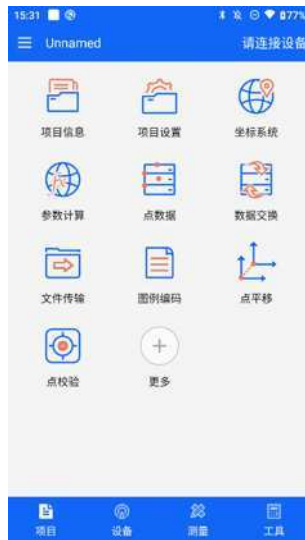 15:31 77%
Unnamed 请连接设备
项目信息 项目设置 坐标系统
参数计算 点数据 数据交换
文件传输 图例编码 点平移
点校验 更多
项目 设备 测量 工具